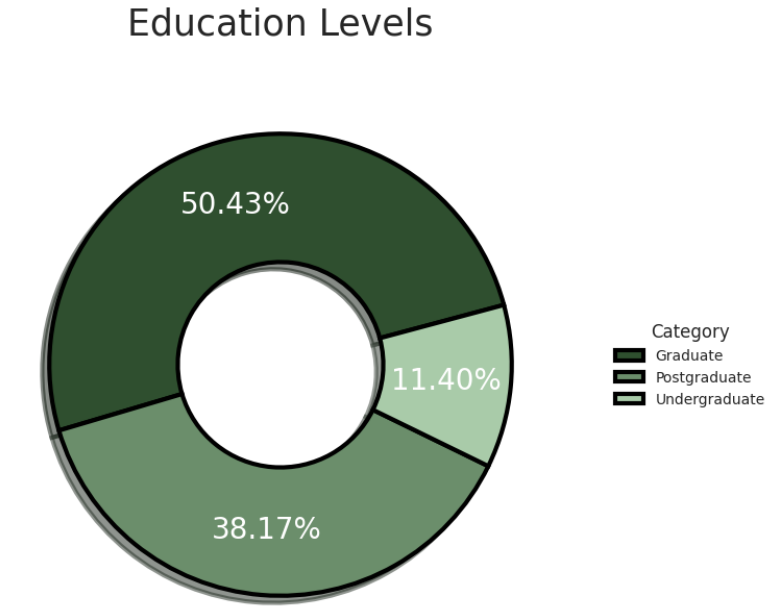 Education Levels
50.43%
11.40%
38.17%
Category
Graduate
Postgraduate
Undergraduate